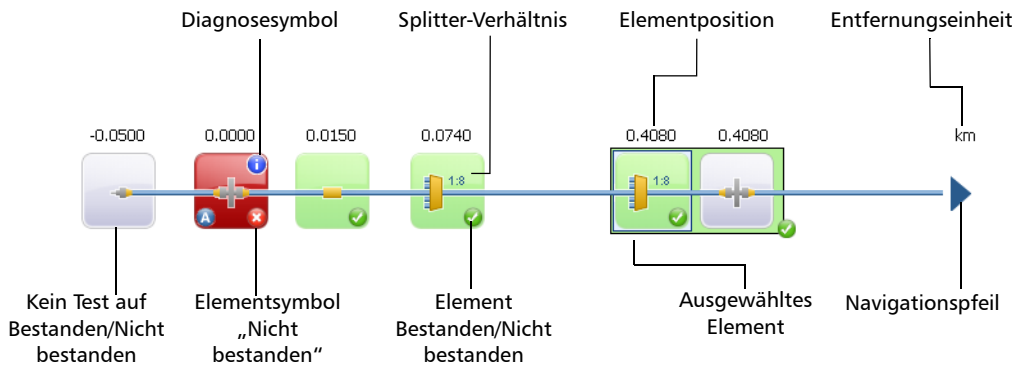 Diagnosesymbol Splitter-Verhältnis Elementposition Entfernungseinheit
-0.0500 0.0000 0.0150 0.0740 0.4080 0.4080 km
i
1:8 1:8
A
Kein Test auf
Bestanden/Nicht
bestanden
Elementsymbol
„Nicht
bestanden“
Element
Bestanden/Nicht
bestanden
Ausgewähltes
Element
Navigationspfeil